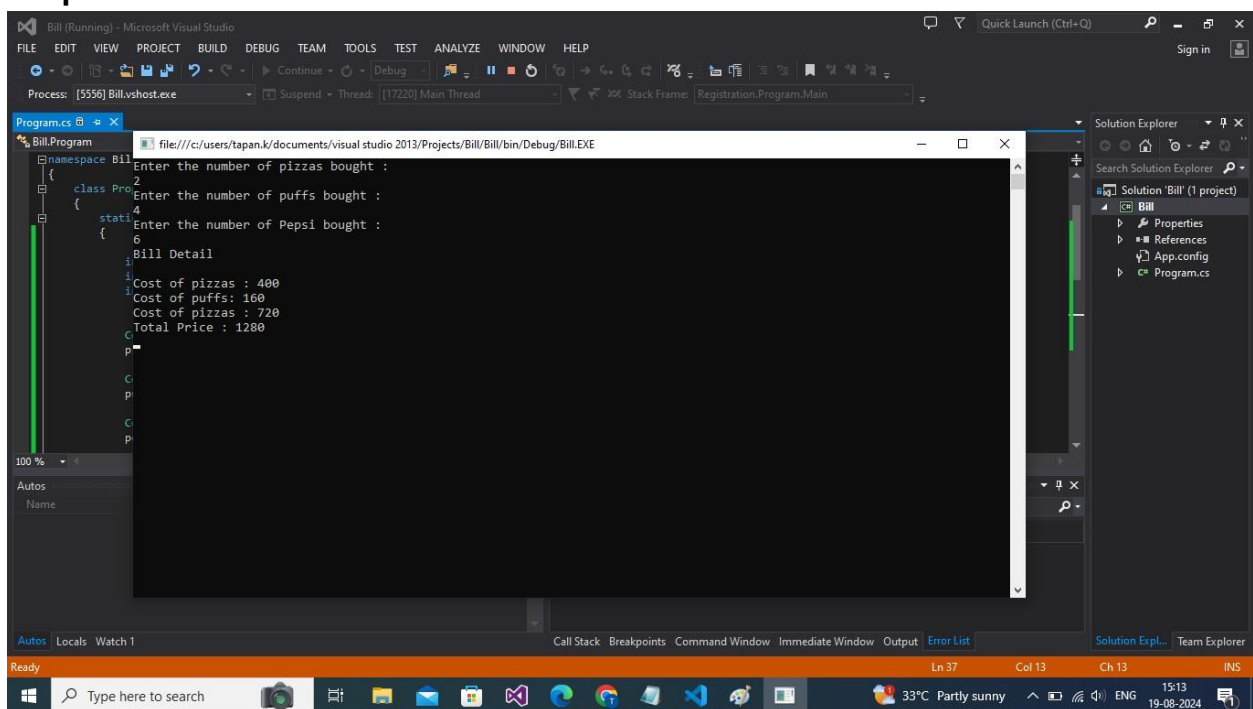 Bill (Running) - Microsoft Visual Studio
Quick Launch (Ctrl+Q)
FILE EDIT VIEW PROJECT BUILD DEBUG TEAM TOOLS TEST ANALYZE WINDOW HELP
Sign in
Continue
Debug
Process: [5556] Bill.vshost.exe
Suspend
Thread: [17220] Main Thread
Stack Frame: Registration.Program.Main
Program.cs
Bill.Program
file:///c:/users/tapan.k/documents/visual studio 2013/Projects/Bill/Bill/bin/Debug/Bill.EXE
namespace Bil
{
class Pro
{
stati
{
Enter the number of pizzas bought :
2
Enter the number of puffs bought :
4
Enter the number of Pepsi bought :
6
Bill Detail
Cost of pizzas : 400
Cost of puffs: 160
Cost of pizzas : 720
Total Price : 1280
100 %
Autos
Name
Solution Explorer
Search Solution Explorer
Solution 'Bill' (1 project)
Bill
Properties
References
App.config
Program.cs
Autos Locals Watch 1
Call Stack Breakpoints Command Window Immediate Window Output Error List
Solution Expl... Team Explorer
Ready
Ln 37 Col 13 Ch 13 INS
Type here to search
33°C Partly sunny
ENG
15:13
19-08-2024